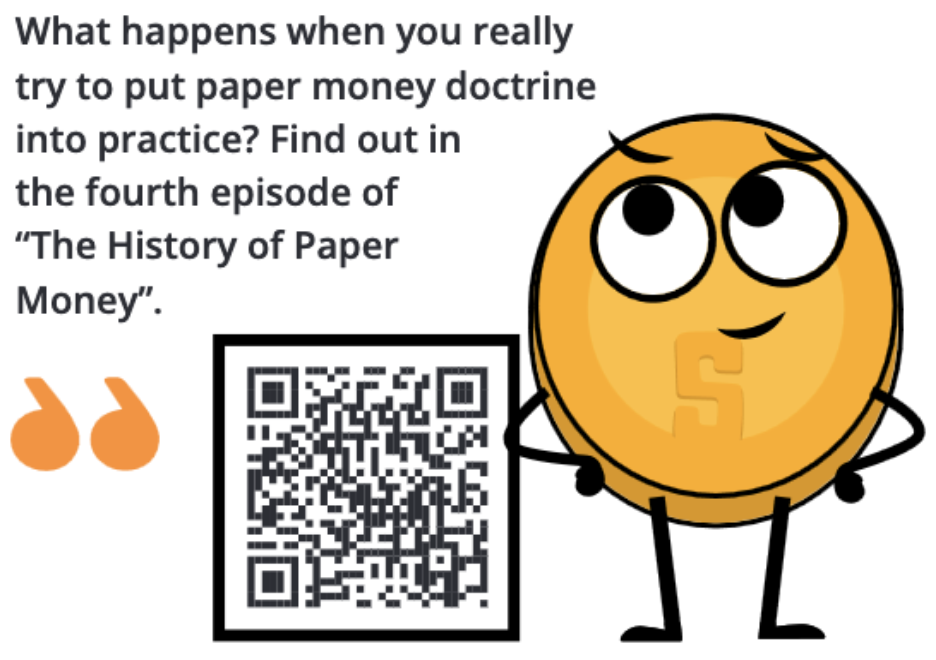 What happens when you really
try to put paper money doctrine
into practice? Find out in
the fourth episode of
“The History of Paper
Money”.
S